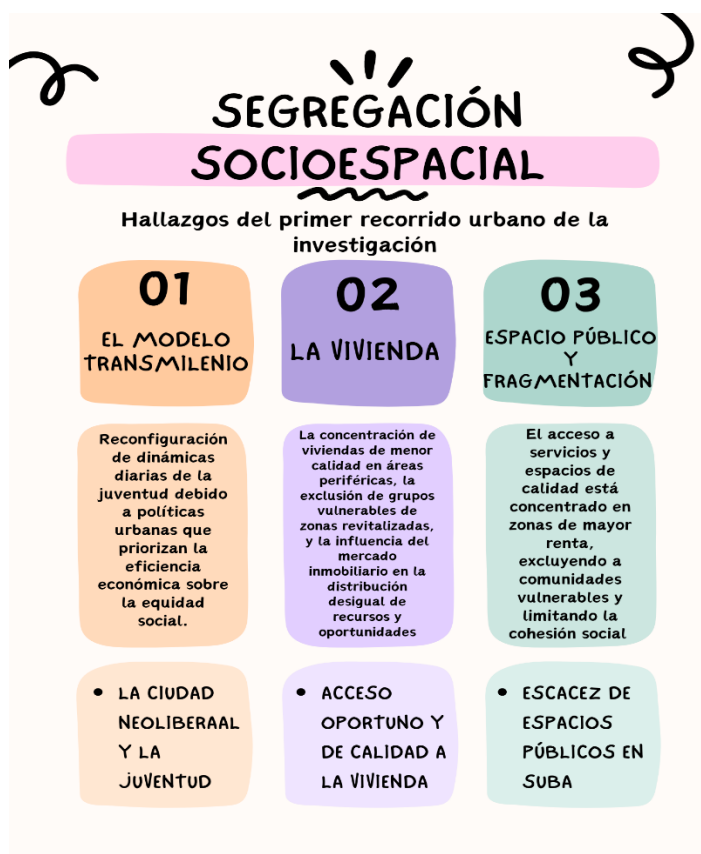 SEGREGACIÓN
SOCIOESPACIAL
Hallazgos del primer recorrido urbano de la
investigación
01
EL MODELO
TRANSMILENIO
Reconfiguración
de dinámicas
diarias de la
juventud debido
a políticas
urbanas que
priorizan la
eficiencia
económica sobre
la equidad
social.
• LA CIUDAD
NEOLIBERAAL
Y LA
JUVENTUD
02
LA VIVIENDA
La concentración de
viviendas de menor
calidad en áreas
periféricas, la
exclusión de grupos
vulnerables de
zonas revitalizadas,
y la influencia del
mercado
inmobiliario en la
distribución
desigual de
recursos y
oportunidades
• ACCESO
OPORTUNO Y
DE CALIDAD A
LA VIVIENDA
03
ESPACIO PÚBLICO
Y
FRAGMENTACIÓN
El acceso a
servicios y
espacios de
calidad está
concentrado en
zonas de mayor
renta,
excluyendo a
comunidades
vulnerables y
limitando la
cohesión social
• ESCACEZ DE
ESPACIOS
PÚBLICOS EN
SUBA